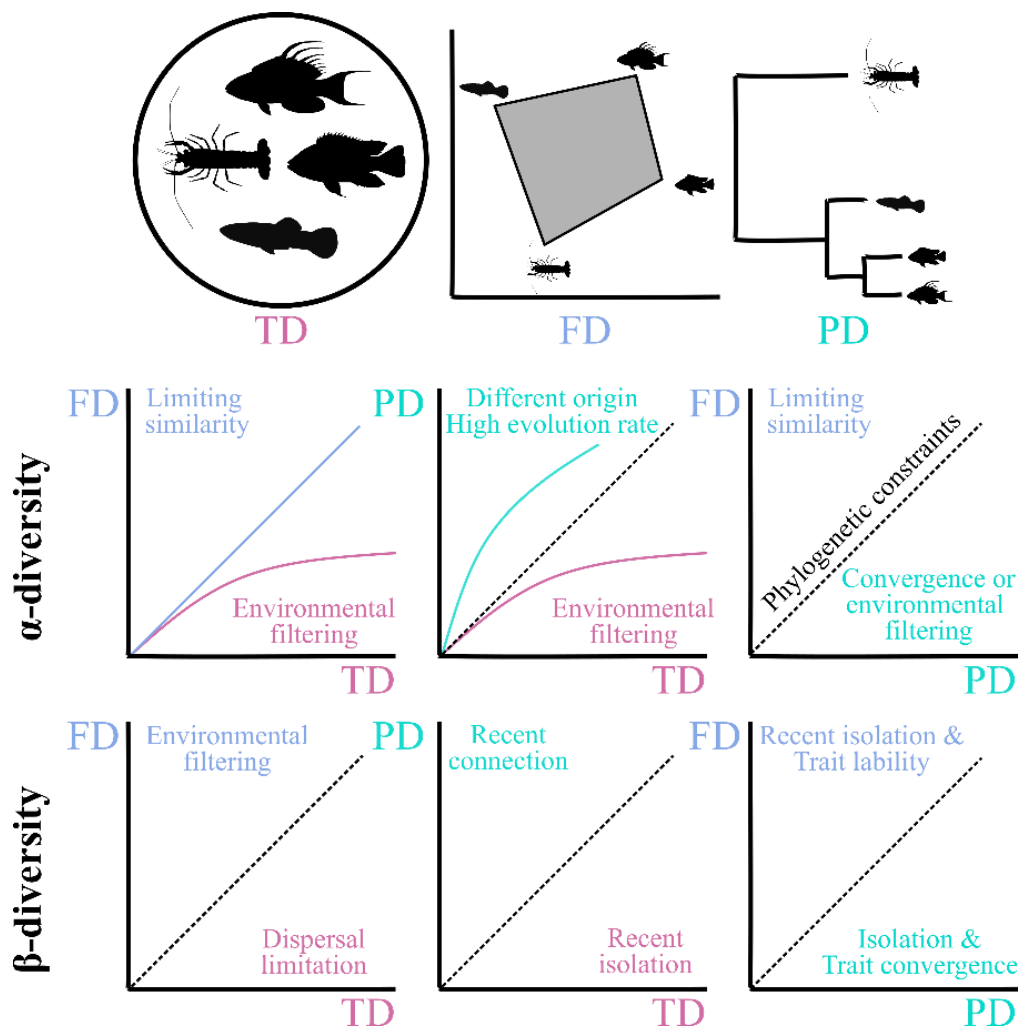 TD
FD
PD
α-diversity
FD
Limiting
similarity
Environmental
filtering
TD
PD
Different origin
High evolution rate
Environmental
filtering
TD
FD
Limiting
similarity
Phylogenetic constraints
Convergence or
environmental
filtering
PD
β-diversity
FD
Environmental
filtering
Dispersal
limitation
TD
PD
Recent
connection
Recent
isolation
TD
FD
Recent isolation &
Trait lability
Isolation &
Trait convergence
PD